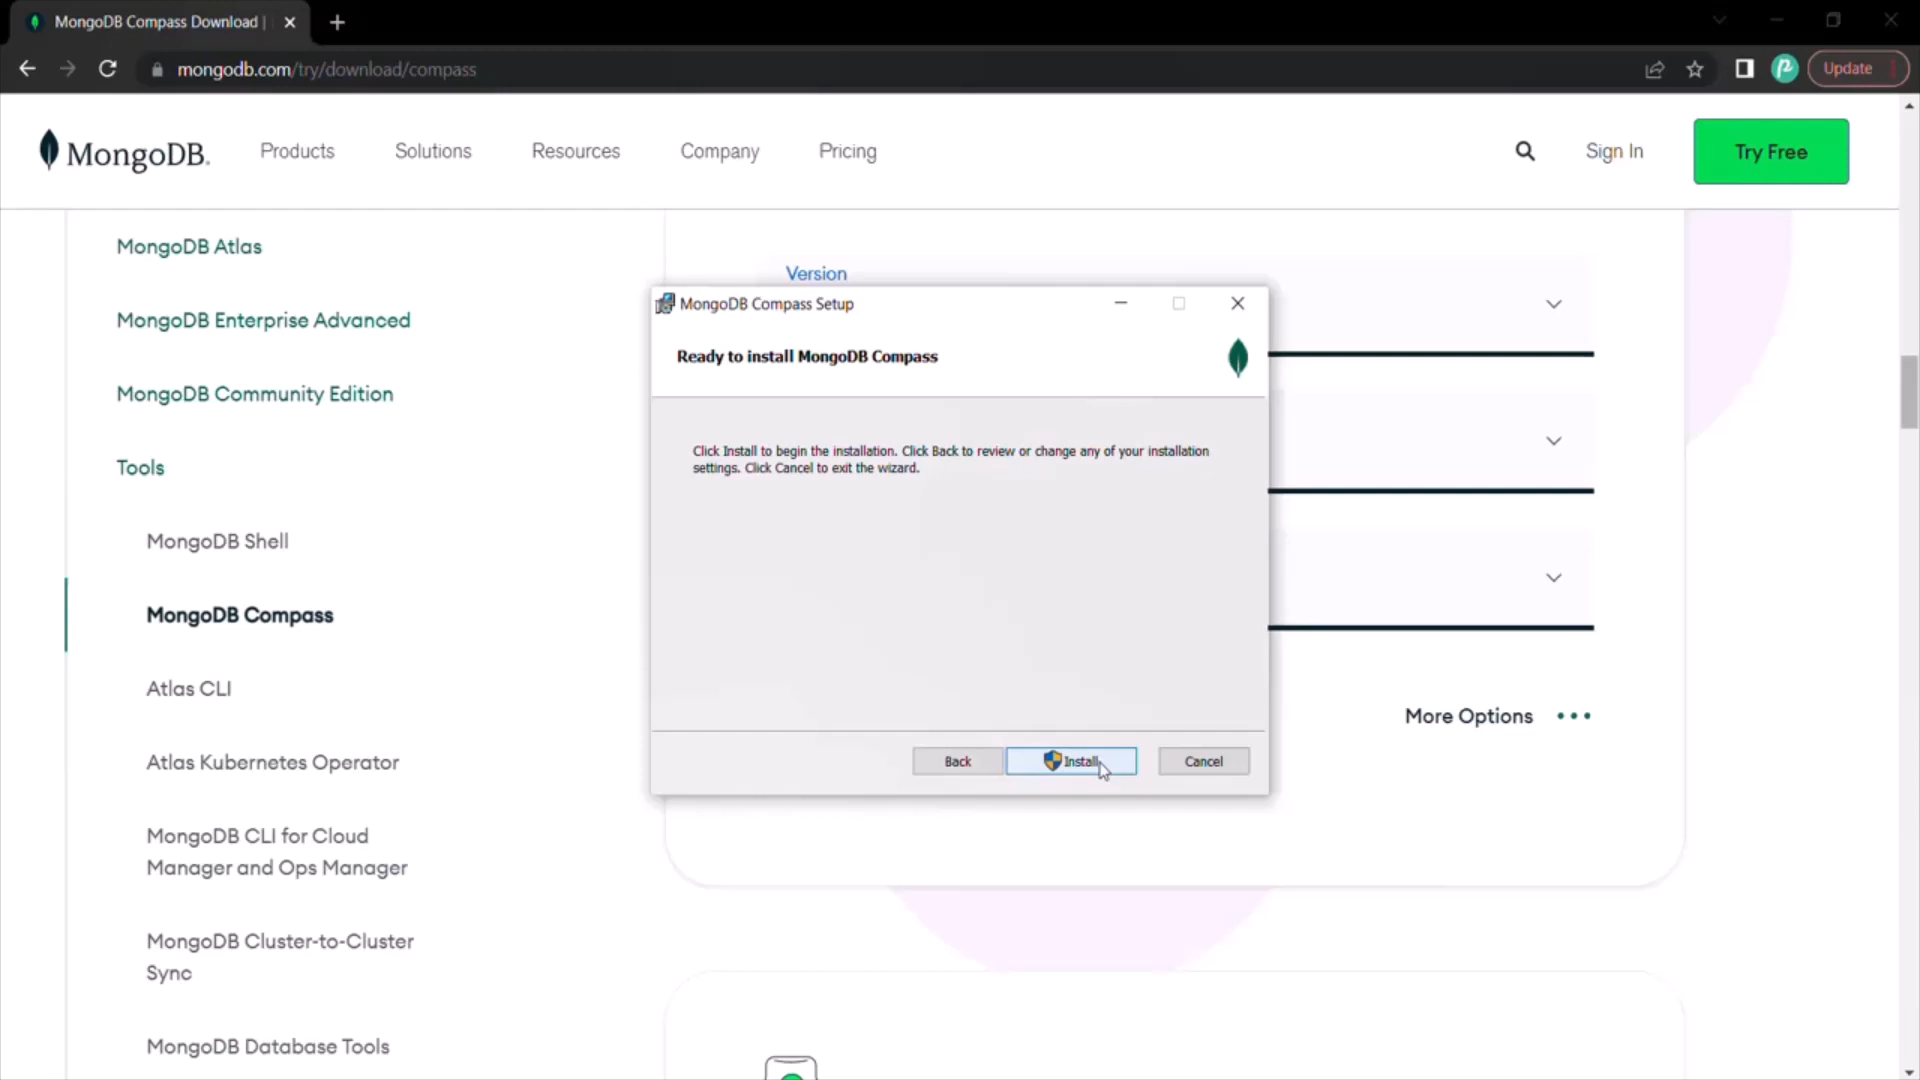 MongoDB Compass Download |
mongodb.com/try/download/compass
Update
MongoDB.
Products
Solutions
Resources
Company
Pricing
Sign In
Try Free
MongoDB Atlas
MongoDB Enterprise Advanced
MongoDB Community Edition
Tools
MongoDB Shell
MongoDB Compass
Atlas CLI
Atlas Kubernetes Operator
MongoDB CLI for Cloud
Manager and Ops Manager
MongoDB Cluster-to-Cluster
Sync
MongoDB Database Tools
Version
MongoDB Compass Setup
Ready to install MongoDB Compass
Click Install to begin the installation. Click Back to review or change any of your installation
settings. Click Cancel to exit the wizard.
Back
Install
Cancel
More Options